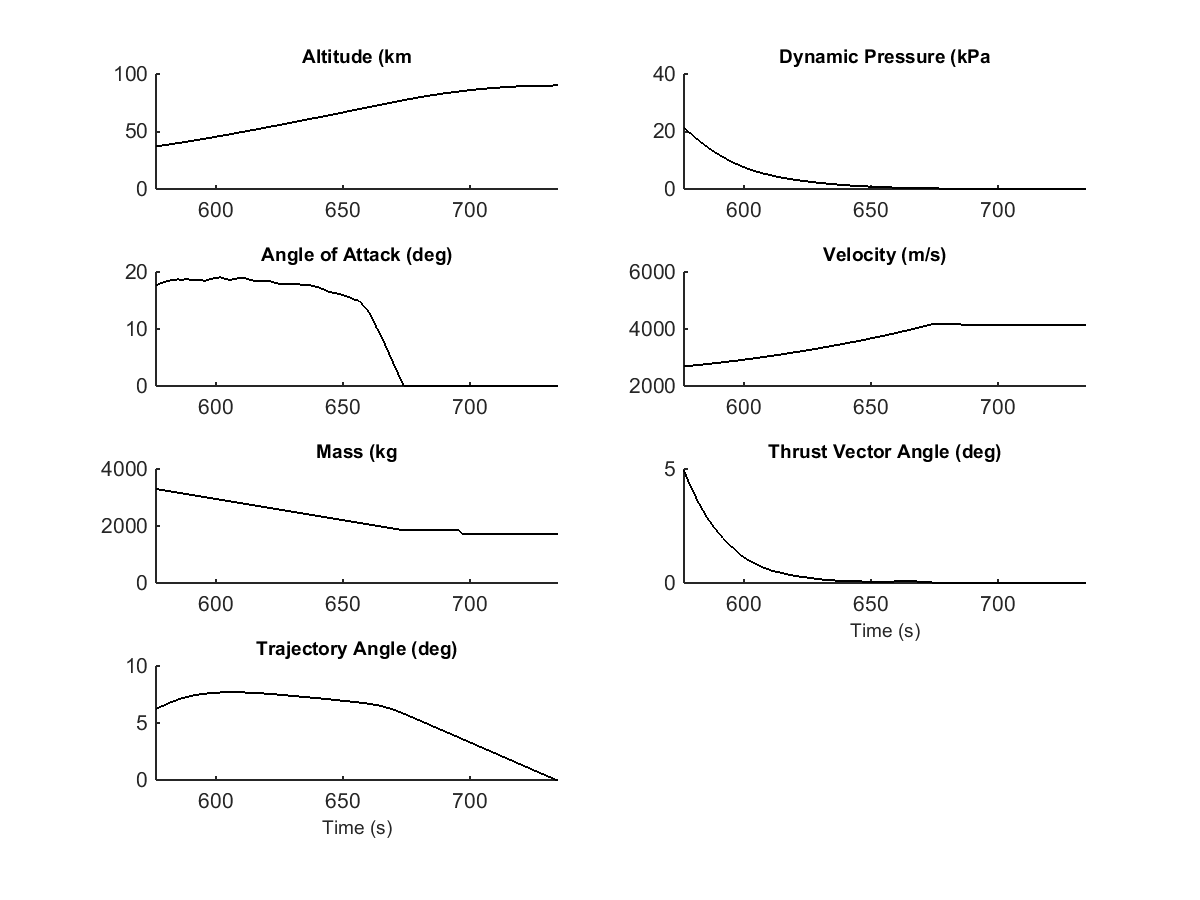 Altitude (km
100
50
0
600 650 700
Dynamic Pressure (kPa
40
20
0
600 650 700
Angle of Attack (deg)
20
10
0
600 650 700
Velocity (m/s)
6000
4000
2000
600 650 700
Mass (kg
4000
2000
0
600 650 700
Thrust Vector Angle (deg)
5
0
600 650 700
Time (s)
Trajectory Angle (deg)
10
5
0
600 650 700
Time (s)